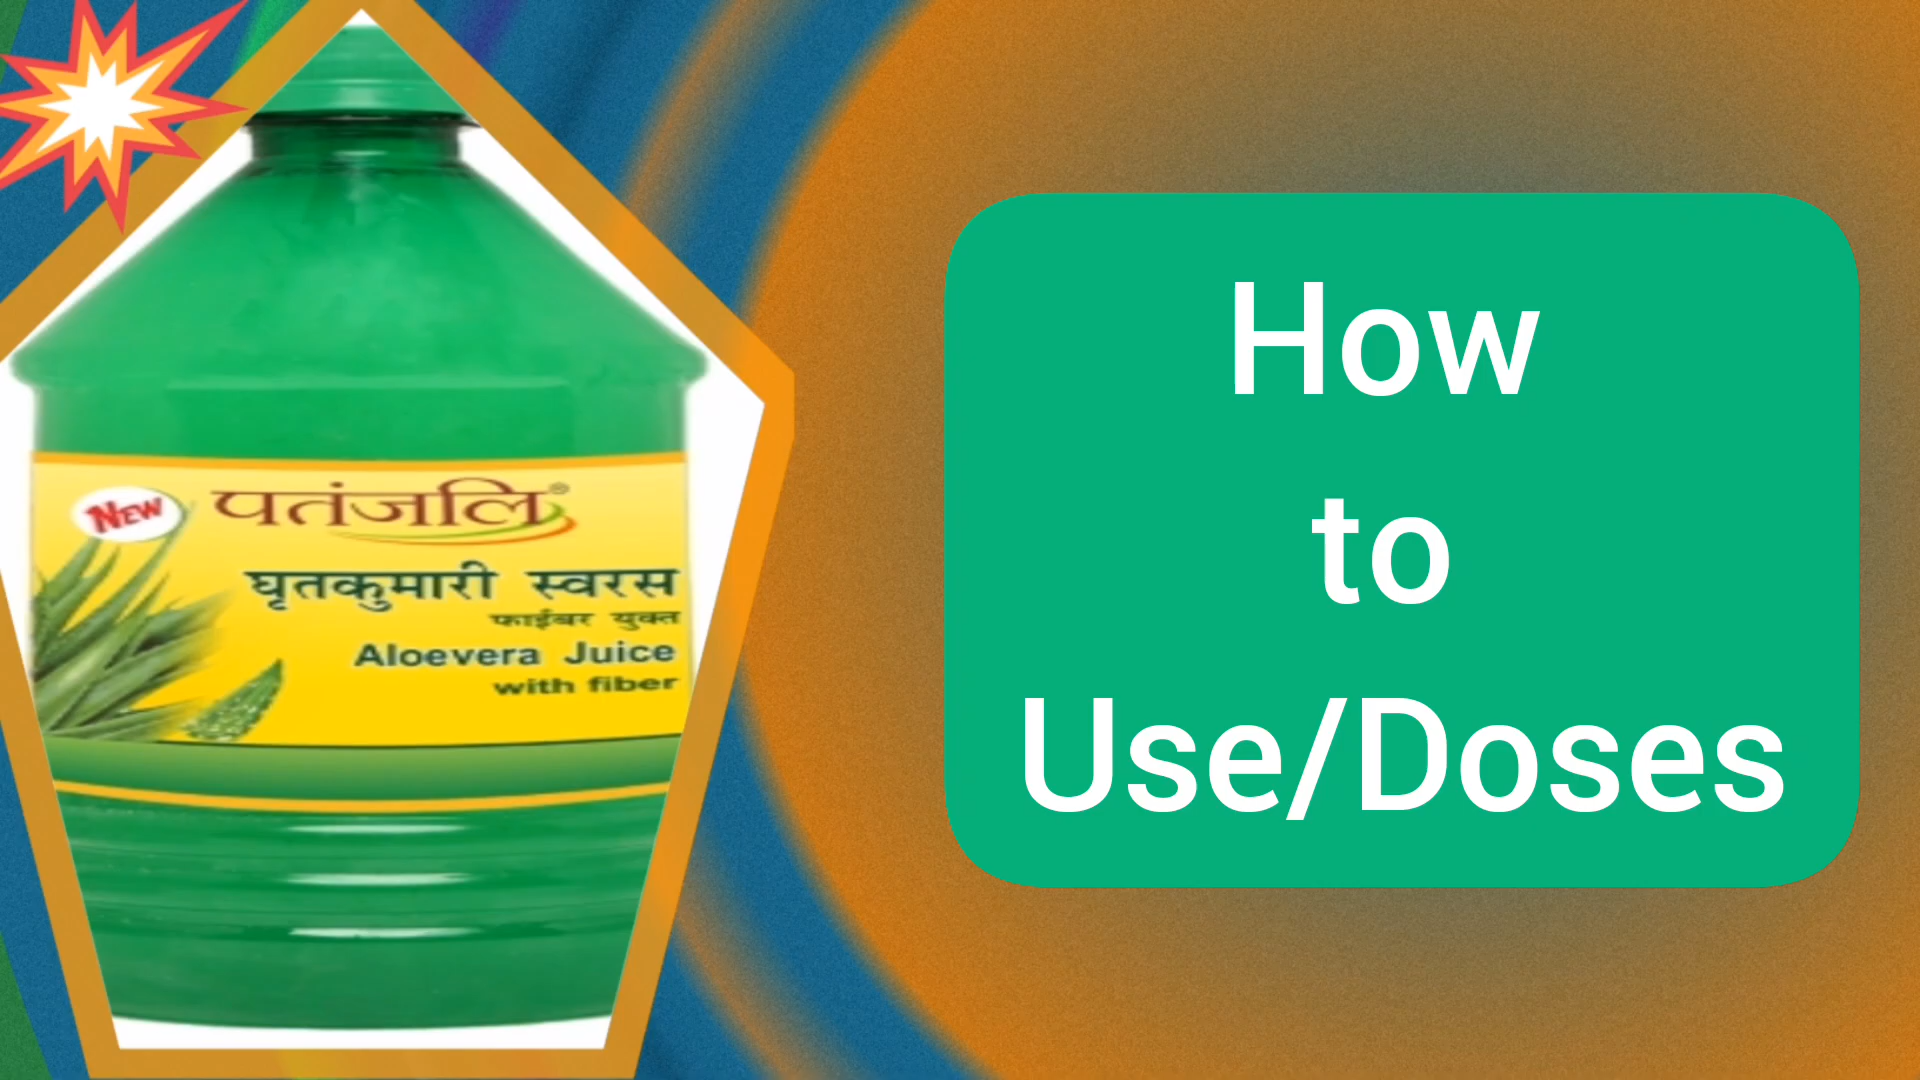 NEW
पतंजलि®
घृतकुमारी स्वरस
फाईबर युक्त
Aloevera Juice
with fiber
How
to
Use/Doses